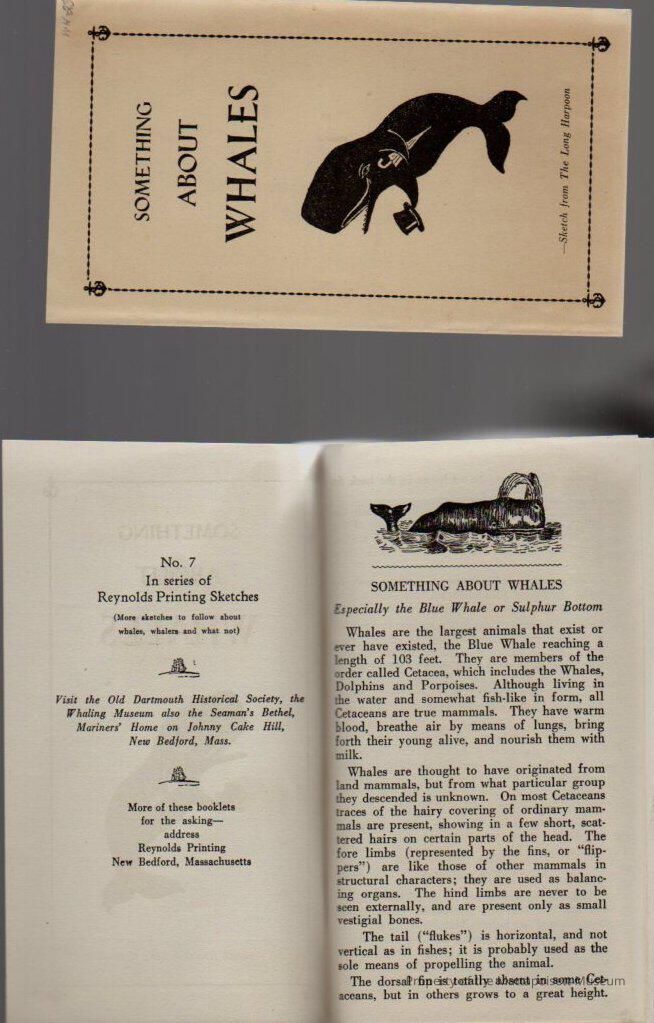 SOMETHING
ABOUT
WHALES
—Sketch from The Long Harpoon
No. 7
In series of
Reynolds Printing Sketches
(More sketches to follow about
whales, whalers and what not)
Visit the Old Dartmouth Historical Society, the
Whaling Museum also the Seaman's Bethel,
Mariners' Home on Johnny Cake Hill,
New Bedford, Mass.
More of these booklets
for the asking—
address
Reynolds Printing
New Bedford, Massachusetts
SOMETHING ABOUT WHALES
Especially the Blue Whale or Sulphur Bottom
Whales are the largest animals that exist or
ever have existed, the Blue Whale reaching a
length of 103 feet. They are members of the
order called Cetacea, which includes the Whales,
Dolphins and Porpoises. Although living in
the water and somewhat fish-like in form, all
Cetaceans are true mammals. They have warm
blood, breathe air by means of lungs, bring
forth their young alive, and nourish them with
milk.
Whales are thought to have originated from
land mammals, but from what particular group
they descended is unknown. On most Cetaceans
traces of the hairy covering of ordinary mam-
mals are present, showing in a few short, scat-
tered hairs on certain parts of the head. The
fore limbs (represented by the fins, or "flip-
pers") are like those of other mammals in
structural characters; they are used as balanc-
ing organs. The hind limbs are never to be
seen externally, and are present only as small
vestigial bones.
The tail ("flukes") is horizontal, and not
vertical as in fishes; it is probably used as the
sole means of propelling the animal.
The dorsal fin is totally absent in some Cet-
aceans, but in others grows to a great height.
Property of the Mattapoisett Museum